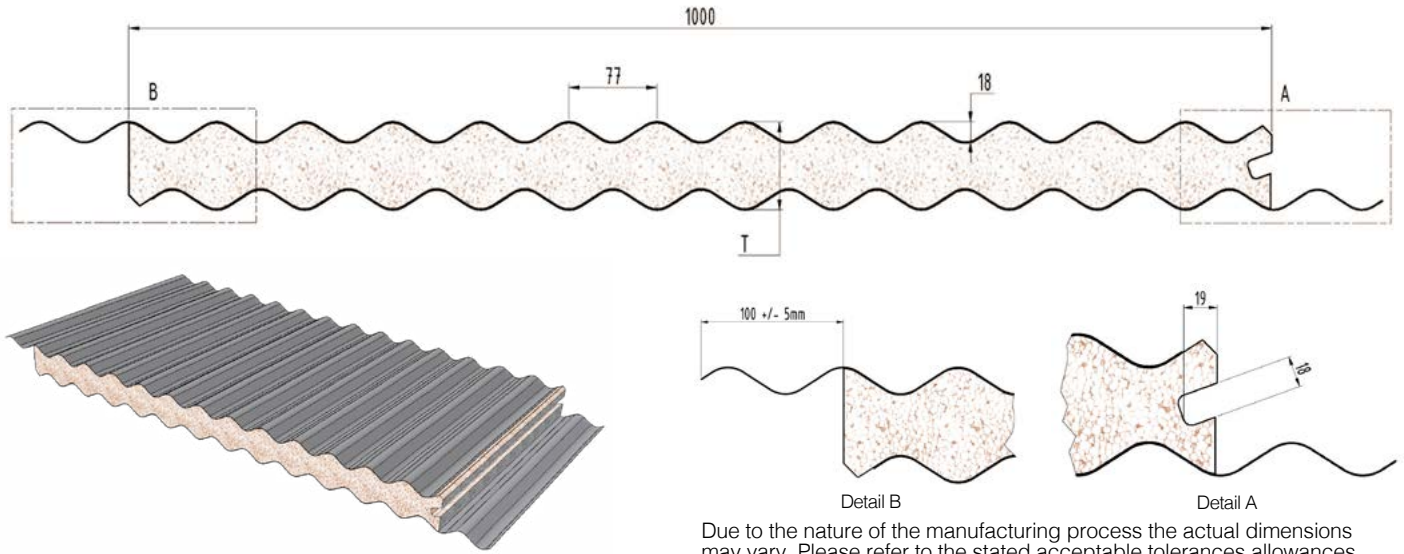 1000
B
77
18
A
T
100 +/- 5mm
19
18
Detail B
Detail A
Due to the nature of the manufacturing process the actual dimensions
may vary. Please refer to the stated acceptable tolerances allowances